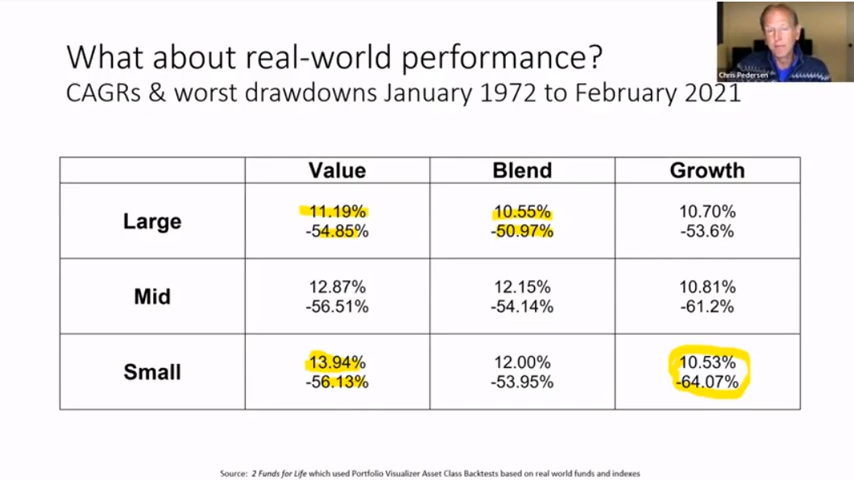 What about real-world performance?
CAGRs & worst drawdowns January 1972 to February 2021
Chris Pedersen
Value Blend Growth
Large
11.19% 10.55% 10.70%
-54.85% -50.97% -53.6%
Mid
12.87% 12.15% 10.81%
-56.51% -54.14% -61.2%
Small
13.94% 12.00% 10.53%
-56.13% -53.95% -64.07%
Source: 2 Funds for Life which used Portfolio Visualizer Asset Class Backtests based on real world funds and indexes